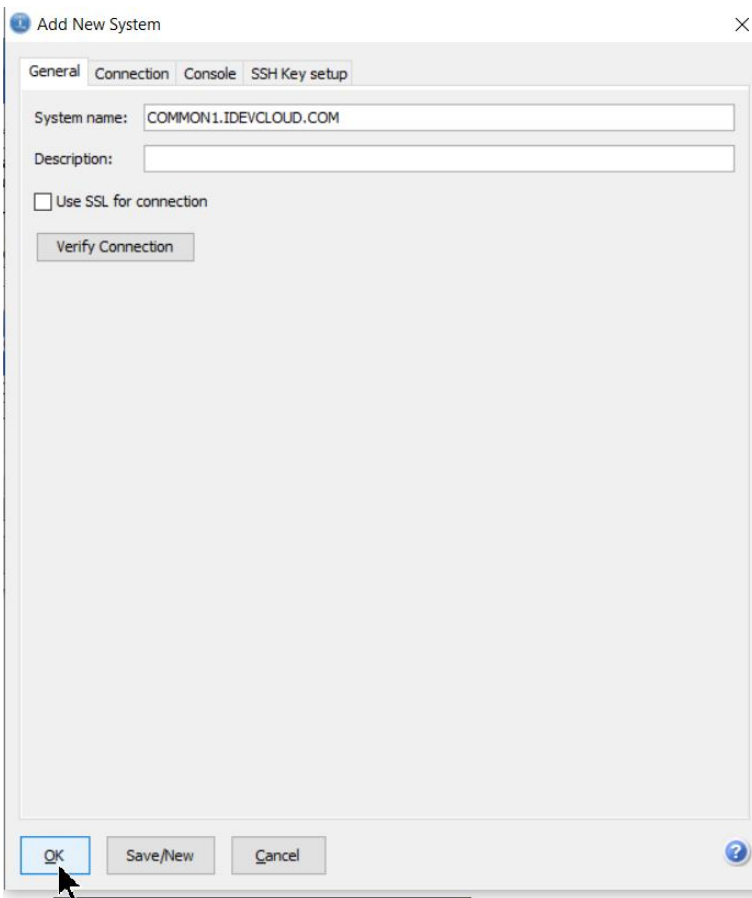 Add New System
General Connection Console SSH Key setup
System name: COMMON1.IDEVCLOUD.COM
Description:
Use SSL for connection
Verify Connection
OK Save/New Cancel